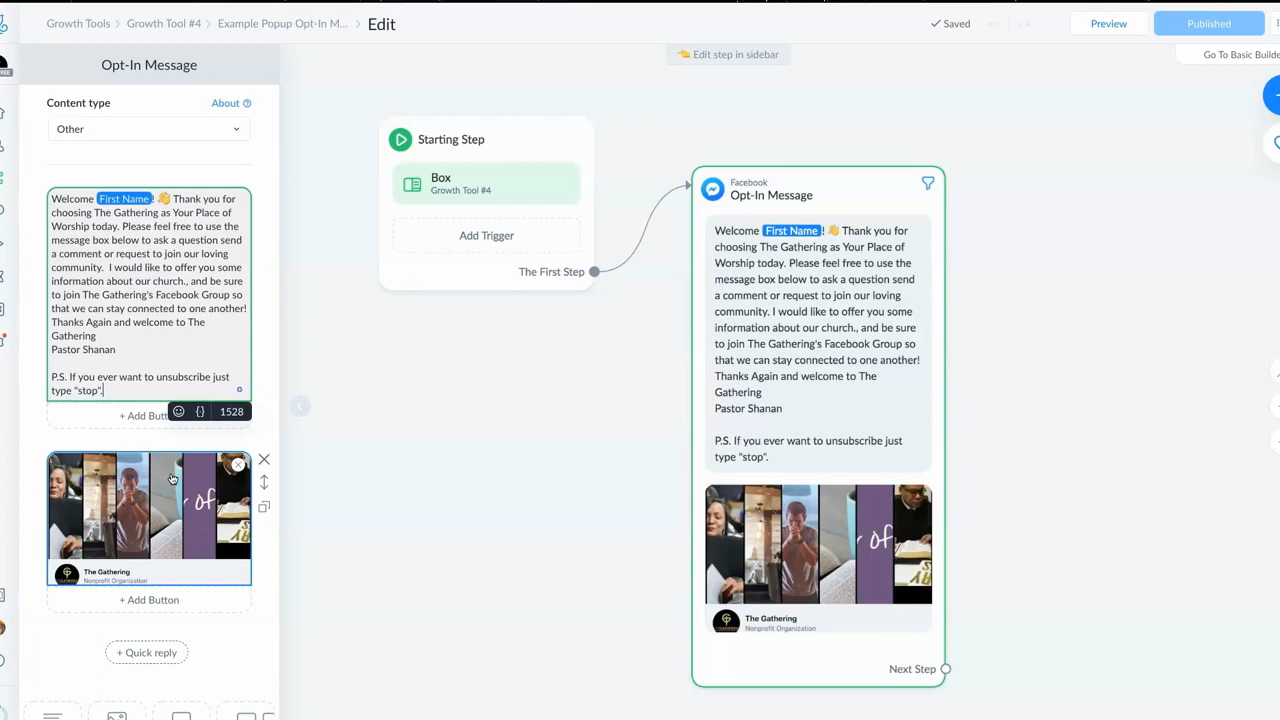 Growth Tools > Growth Tool #4 > Example Popup Opt-In M... > Edit
Saved
Preview
Published
FREE
Opt-In Message
Edit step in sidebar
Go To Basic Builde
Content type
About
Other
Welcome First Name ! 👋 Thank you for
choosing The Gathering as Your Place of
Worship today. Please feel free to use the
message box below to ask a question send
a comment or request to join our loving
community.  I would like to offer you some
information about our church., and be sure
to join The Gathering's Facebook Group so
that we can stay connected to one another!
Thanks Again and welcome to The
Gathering
Pastor Shanan
P.S. If you ever want to unsubscribe just
type "stop".
+ Add Butt
{} 1528
of
The Gathering
Nonprofit Organization
+ Add Button
+ Quick reply
Starting Step
Box
Growth Tool #4
Add Trigger
The First Step
Facebook
Opt-In Message
Welcome First Name ! 👋 Thank you for
choosing The Gathering as Your Place of
Worship today. Please feel free to use the
message box below to ask a question send
a comment or request to join our loving
community. I would like to offer you some
information about our church., and be sure
to join The Gathering's Facebook Group so
that we can stay connected to one another!
Thanks Again and welcome to The
Gathering
Pastor Shanan
P.S. If you ever want to unsubscribe just
type "stop".
of
The Gathering
Nonprofit Organization
Next Step